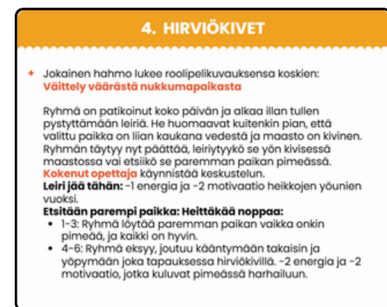 4. HIRVIÖKIVET
Jokainen hahmo lukee roolipelikuvauksensa koskien:
Väittely väärästä nukkumapaikasta
Ryhmä on patikoinut koko päivän ja alkaa illan tullen
pystyttämään leiriä. He huomaavat kuitenkin pian, että
valittu paikka on liian kaukana vedestä ja maasto on kivinen.
Ryhmän täytyy nyt päättää, leiriytyykö se yön kivisessä
maastossa vai etsiikö se paremman paikan pimeässä.
Kokenut opettaja käynnistää keskustelun.
Leiri jää tähän: -1 energia ja -2 motivaatio heikkojen yöunien
vuoksi.
Etsitään parempi paikka: Heittäkää noppaa:
• 1-3: Ryhmä löytää paremman paikan vaikka onkin
pimeää, ja kaikki on hyvin.
• 4-6: Ryhmä eksyy, joutuu kääntymään takaisin ja
yöpymään joka tapauksessa hirviökivillä. -2 energia ja -2
motivaatio, jotka kuluvat pimeässä harhailuun.